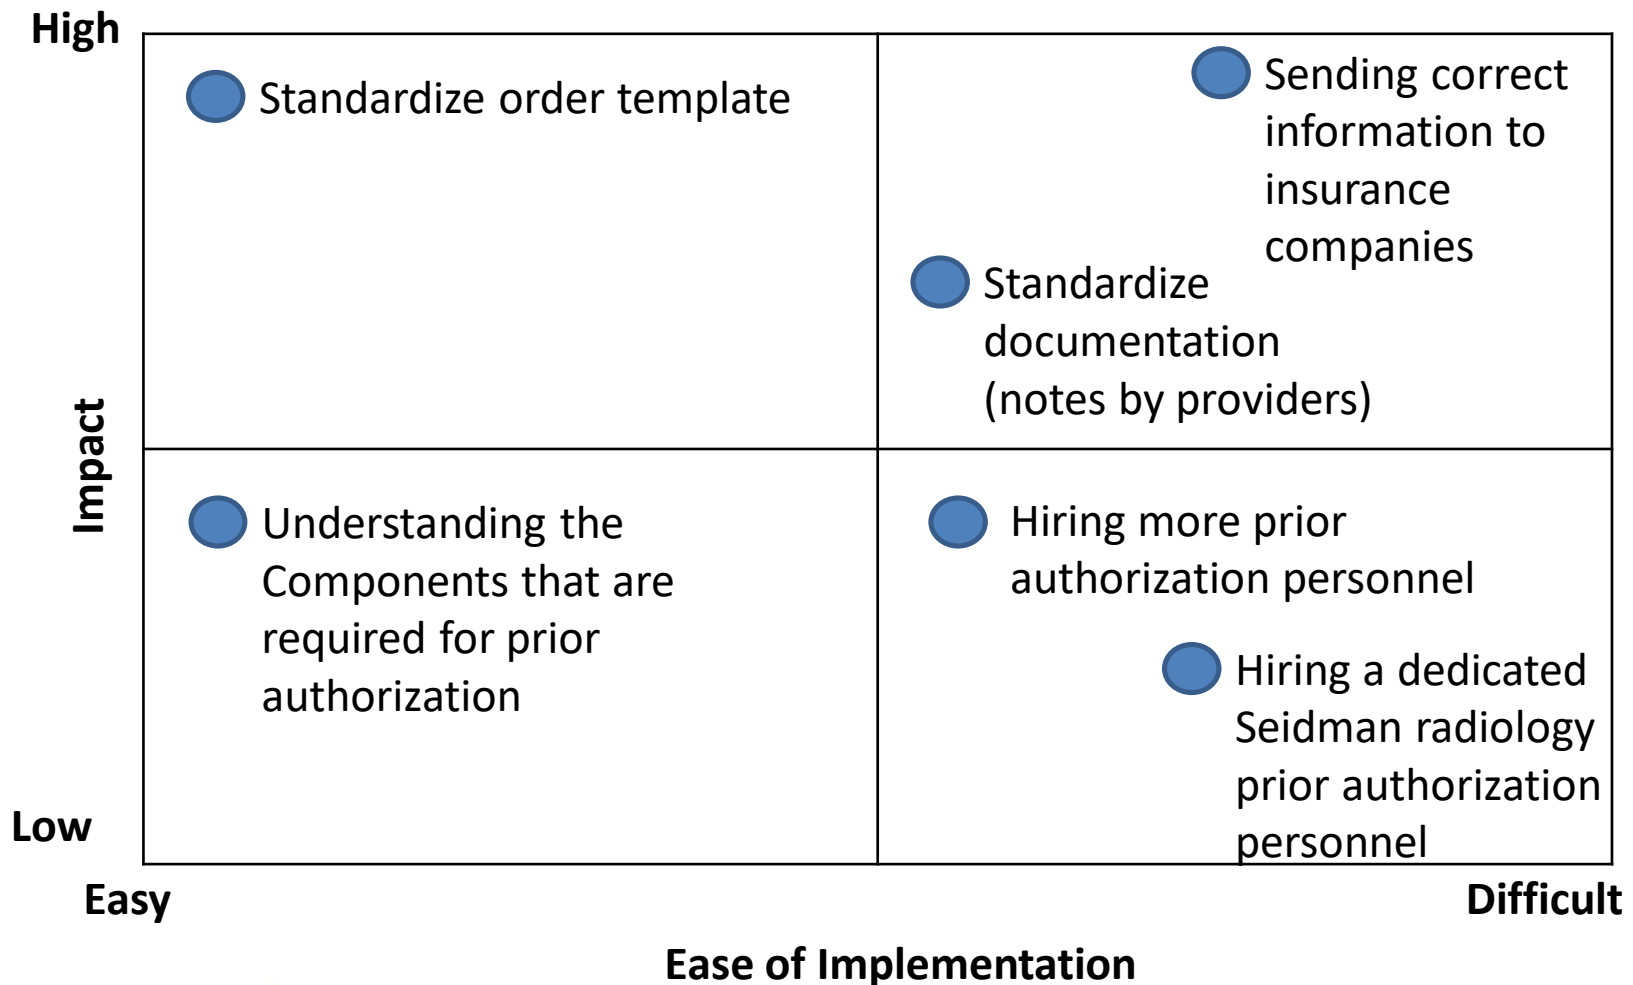 High
Standardize order template
Sending correct
information to
insurance
companies
Standardize
documentation
(notes by providers)
Impact
Understanding the
Components that are
required for prior
authorization
Hiring more prior
authorization personnel
Hiring a dedicated
Seidman radiology
prior authorization
personnel
Low
Easy
Difficult
Ease of Implementation